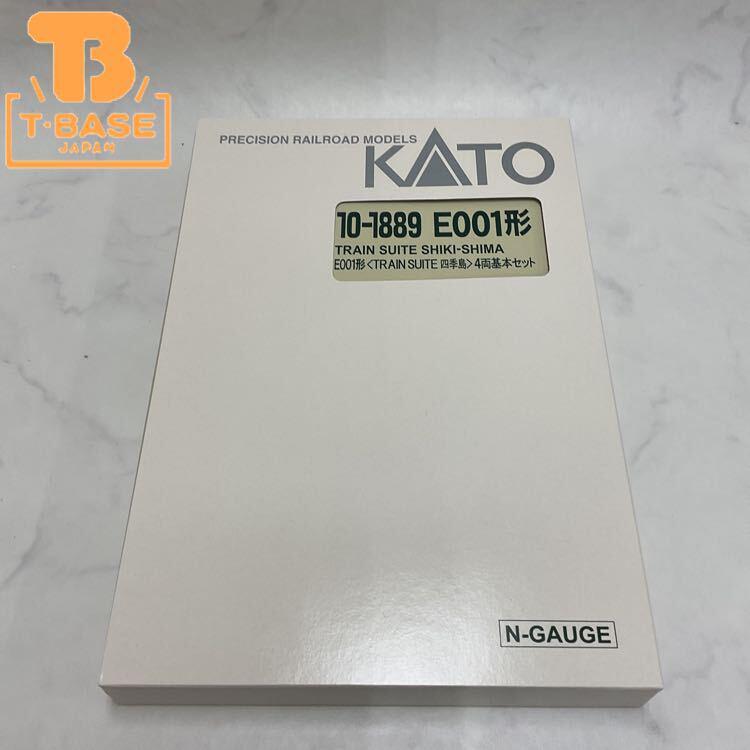 TB
T·BASE
JAPAN
PRECISION RAILROAD MODELS
KATO
10-1889 E001形
TRAIN SUITE SHIKI-SHIMA
E001形〈TRAIN SUITE 四季島〉4両基本セット
N-GAUGE